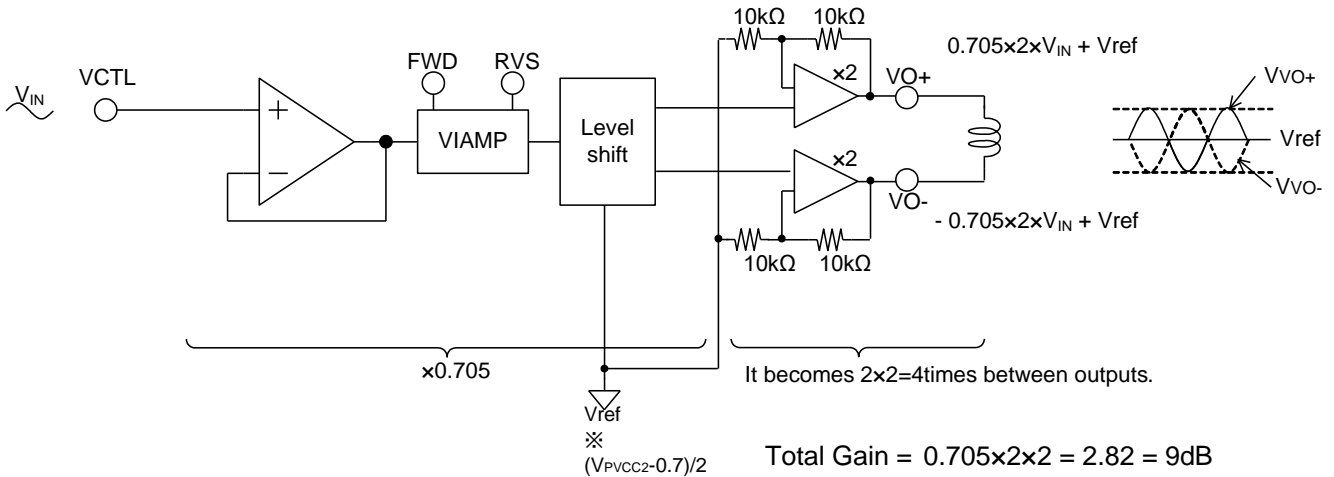 10kΩ
10kΩ
0.705×2×VIN + Vref
VIN
VCTL
FWD
RVS
×2
VO+
VVO+
+
Level
shift
VIAMP
Vref
−
×2
VO-
VVO-
- 0.705×2×VIN + Vref
10kΩ
10kΩ
×0.705
It becomes 2×2=4times between outputs.
Vref
※
(VPVCC2-0.7)/2
Total Gain = 0.705×2×2 = 2.82 = 9dB